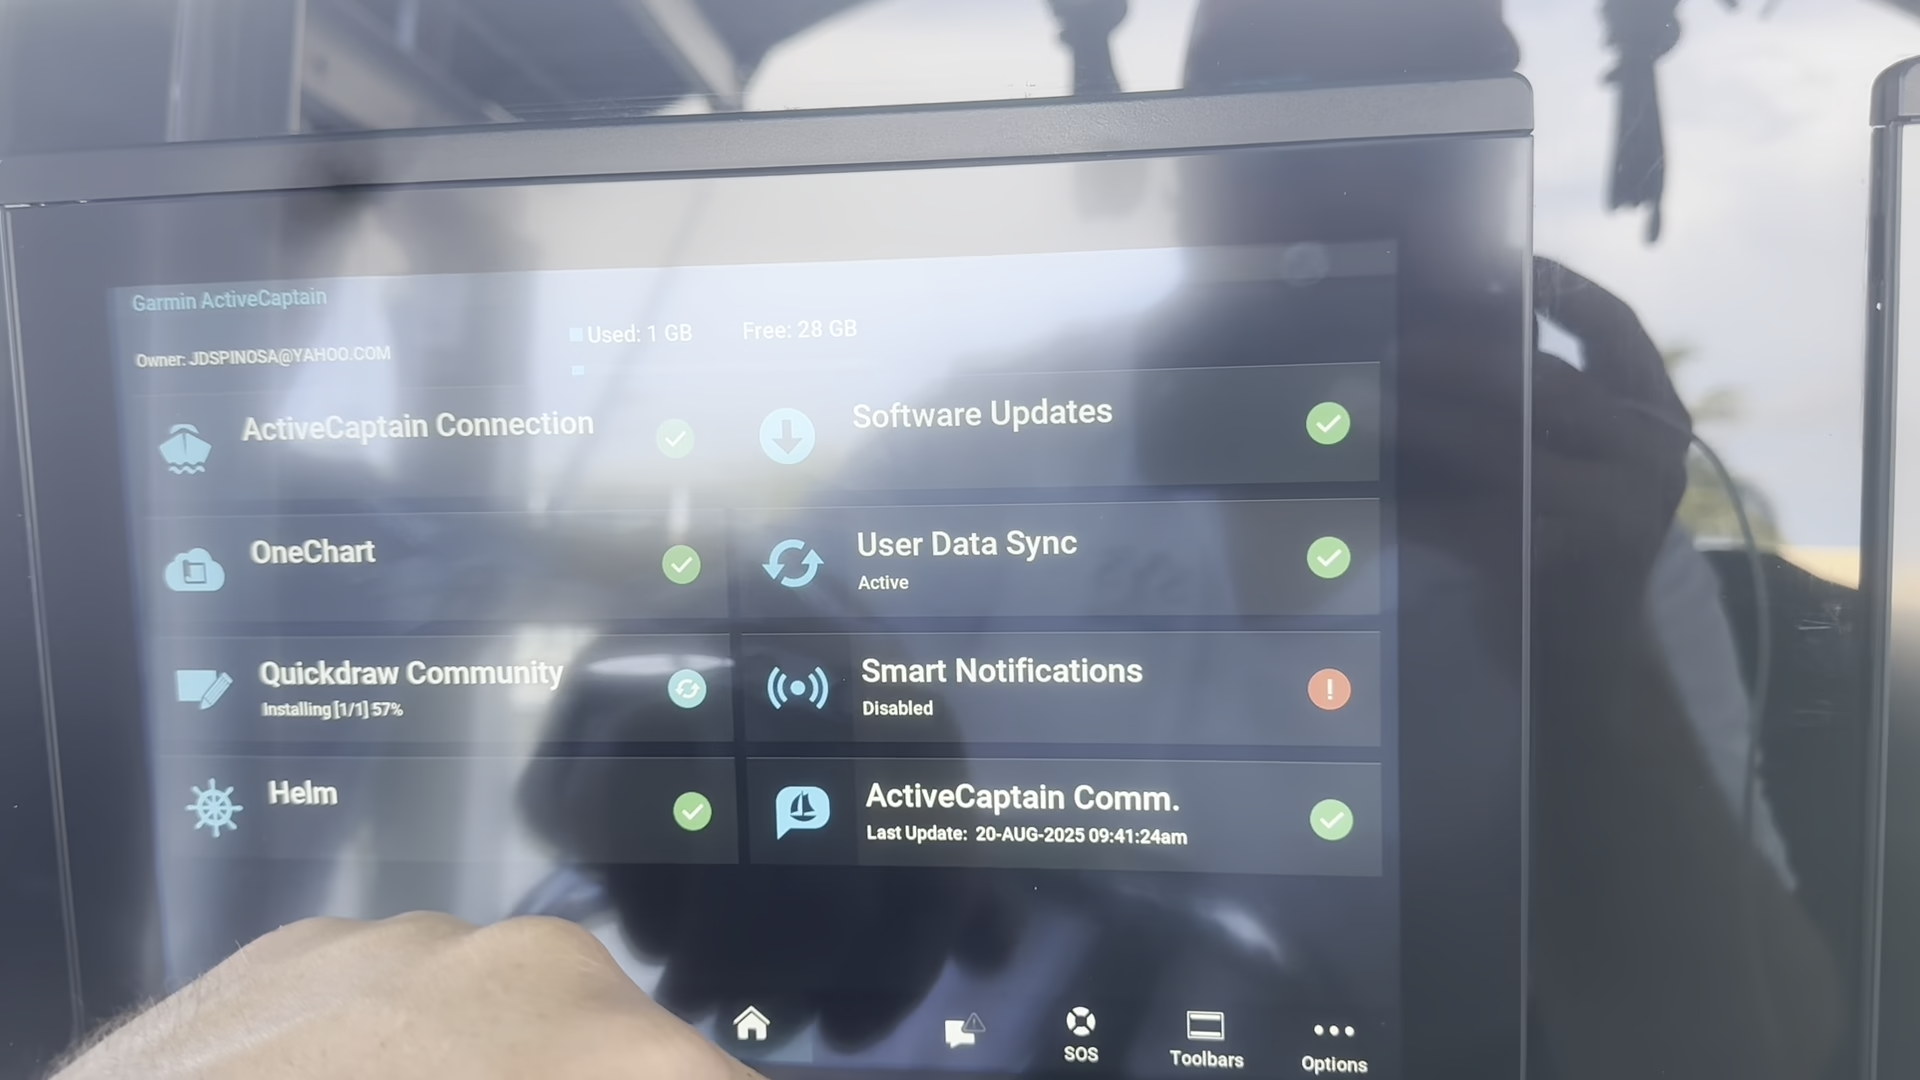 Garmin ActiveCaptain
Used: 1 GB Free: 28 GB
Owner: JDSPINOSA@YAHOO.COM
ActiveCaptain Connection
Software Updates
OneChart
User Data Sync
Active
Quickdraw Community
Installing [1/1] 57%
Smart Notifications
Disabled
Helm
ActiveCaptain Comm.
Last Update: 20-AUG-2025 09:41:24am
SOS
Toolbars
Options